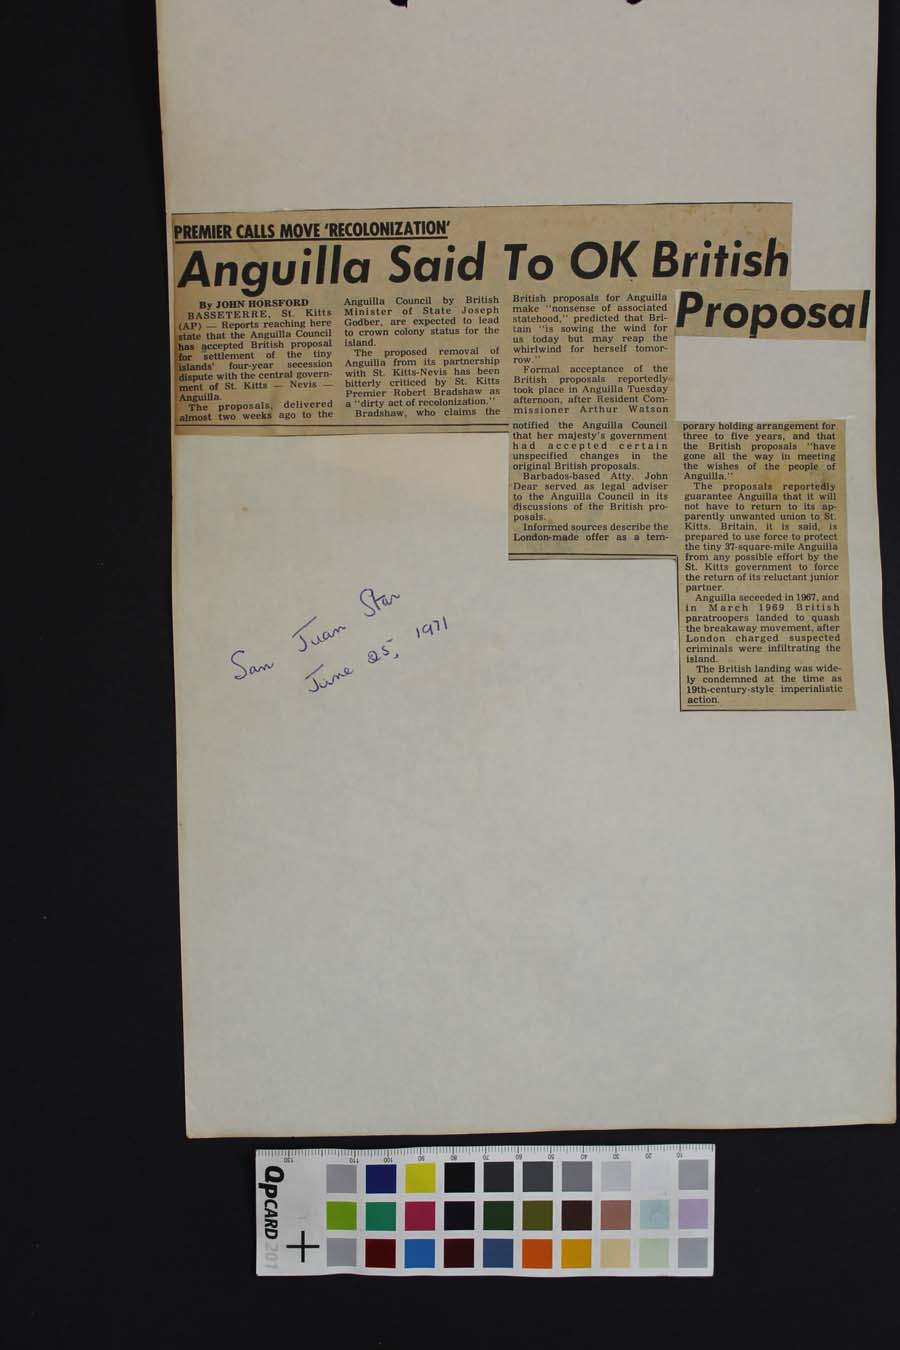 PREMIER CALLS MOVE 'RECOLONIZATION'
Anguilla Said To OK British
Proposal
By JOHN HORSFORD
BASSETERRE, St. Kitts
(AP) — Reports reaching here
state that the Anguilla Council
has accepted British proposal
for settlement of the tiny
islands' four-year secession
dispute with the central govern-
ment of St. Kitts — Nevis —
Anguilla.
The proposals, delivered
almost two weeks ago to the
Anguilla Council by British
Minister of State Joseph
Godber, are expected to lead
to crown colony status for the
island.
The proposed removal of
Anguilla from its partnership
with St. Kitts-Nevis has been
bitterly criticed by St. Kitts
Premier Robert Bradshaw as
a "dirty act of recolonization."
Bradshaw, who claims the
British proposals for Anguilla
make "nonsense of associated
statehood," predicted that Bri-
tain "is sowing the wind for
us today but may reap the
whirlwind for herself tomor-
row."
Formal acceptance of the
British proposals reportedly
took place in Anguilla Tuesday
afternoon, after Resident Com-
missioner Arthur Watson
notified the Anguilla Council
that her majesty's government
had accepted certain
unspecified changes in the
original British proposals.
Barbados-based Atty. John
Dear served as legal adviser
to the Anguilla Council in its
discussions of the British pro-
posals.
Informed sources describe the
London-made offer as a tem-
porary holding arrangement for
three to five years, and that
the British proposals "have
gone all the way in meeting
the wishes of the people of
Anguilla."
The proposals reportedly
guarantee Anguilla that it will
not have to return to its ap-
parently unwanted union to St.
Kitts. Britain, it is said, is
prepared to use force to protect
the tiny 37-square-mile Anguilla
from any possible effort by the
St. Kitts government to force
the return of its reluctant junior
partner.
Anguilla seceeded in 1967, and
in March 1969 British
paratroopers landed to quash
the breakaway movement, after
London charged suspected
criminals were infiltrating the
island.
The British landing was wide-
ly condemned at the time as
19th-century-style imperialistic
action.
San Juan Star
June 25, 1971
QPCARD 201
130 110 100 90 80 70 60 50 40 30 20 10